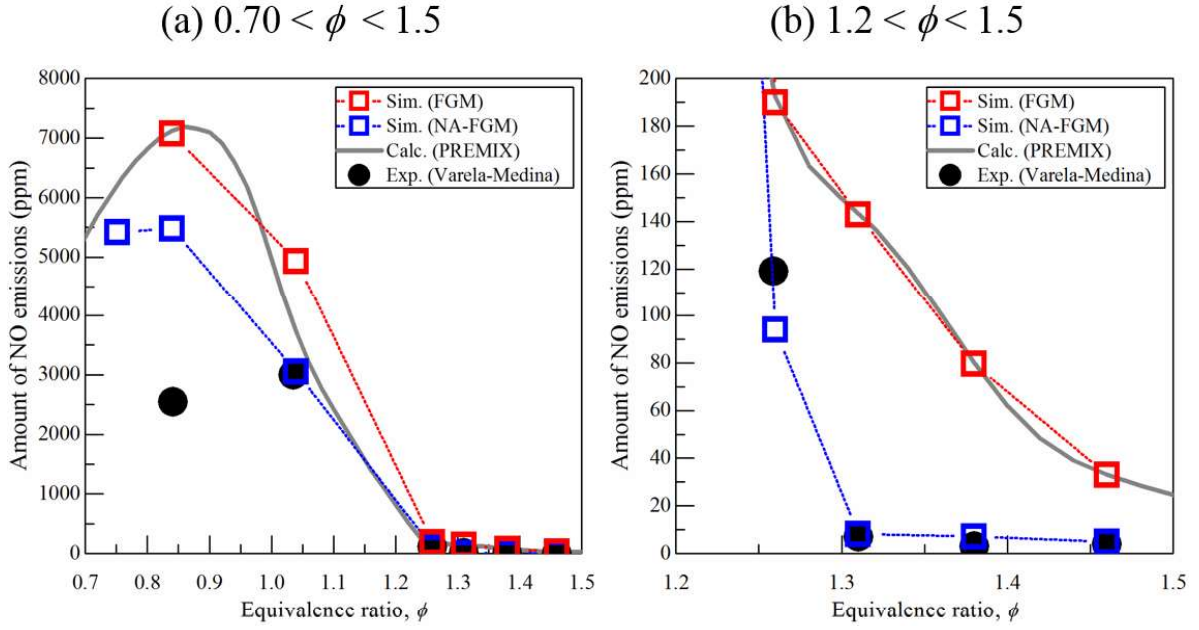 (a) 0.70 < ϕ < 1.5
8000
7000
6000
5000
4000
3000
2000
1000
0
Amount of NO emissions (ppm)
Sim. (FGM)
Sim. (NA-FGM)
Calc. (PREMIX)
Exp. (Varela-Medina)
0.7 0.8 0.9 1.0 1.1 1.2 1.3 1.4 1.5
Equivalence ratio, ϕ
(b) 1.2 < ϕ < 1.5
200
180
160
140
120
100
80
60
40
20
0
Amount of NO emissions (ppm)
Sim. (FGM)
Sim. (NA-FGM)
Calc. (PREMIX)
Exp. (Varela-Medina)
1.2 1.3 1.4 1.5
Equivalence ratio, ϕ